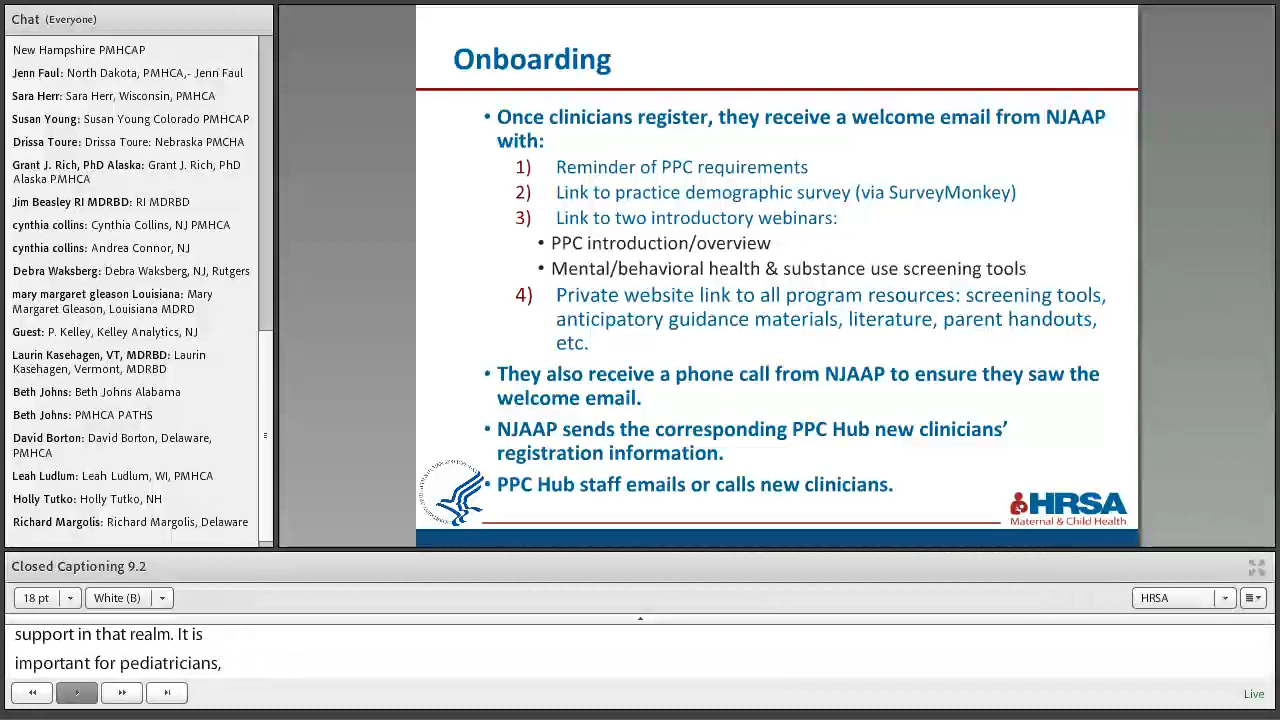 Chat (Everyone)
New Hampshire PMHCAP
Jenn Faul: North Dakota, PMHCA,- Jenn Faul
Sara Herr: Sara Herr, Wisconsin, PMHCA
Susan Young: Susan Young Colorado PMHCAP
Drissa Toure: Drissa Toure: Nebraska PMCHA
Grant J. Rich, PhD Alaska: Grant J. Rich, PhD
Alaska PMHCA
Jim Beasley RI MDRBD: RI MDRBD
cynthia collins: Cynthia Collins, NJ PMHCA
cynthia collins: Andrea Connor, NJ
Debra Waksberg: Debra Waksberg, NJ, Rutgers
mary margaret gleason Louisiana: Mary
Margaret Gleason, Louisiana MDRD
Guest: P. Kelley, Kelley Analytics, NJ
Laurin Kasehagen, VT, MDRBD: Laurin
Kasehagen, Vermont, MDRBD
Beth Johns: Beth Johns Alabama
Beth Johns: PMHCA PATHS
David Borton: David Borton, Delaware,
PMHCA
Leah Ludlum: Leah Ludlum, WI, PMHCA
Holly Tutko: Holly Tutko, NH
Richard Margolis: Richard Margolis, Delaware
Onboarding
• Once clinicians register, they receive a welcome email from NJAAP
with:
1) Reminder of PPC requirements
2) Link to practice demographic survey (via SurveyMonkey)
3) Link to two introductory webinars:
• PPC introduction/overview
• Mental/behavioral health & substance use screening tools
4) Private website link to all program resources: screening tools,
anticipatory guidance materials, literature, parent handouts,
etc.
• They also receive a phone call from NJAAP to ensure they saw the
welcome email.
• NJAAP sends the corresponding PPC Hub new clinicians’
registration information.
• PPC Hub staff emails or calls new clinicians.
HRSA
Maternal & Child Health
Closed Captioning 9.2
18 pt
White (B)
HRSA
support in that realm. It is
important for pediatricians,
Live